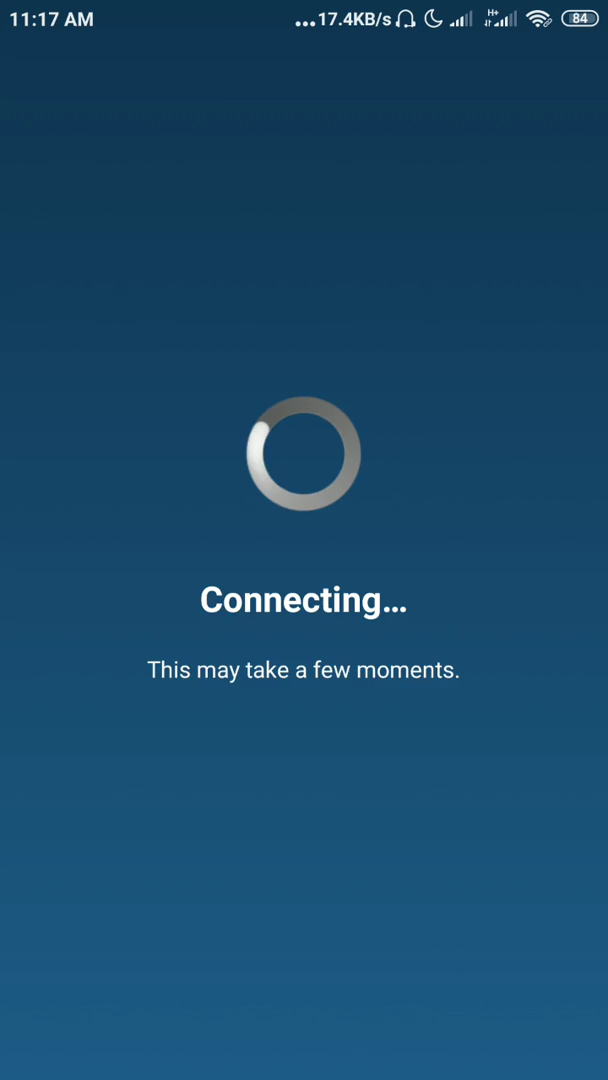 11:17 AM ...17.4KB/s H+ 84
Connecting...
This may take a few moments.